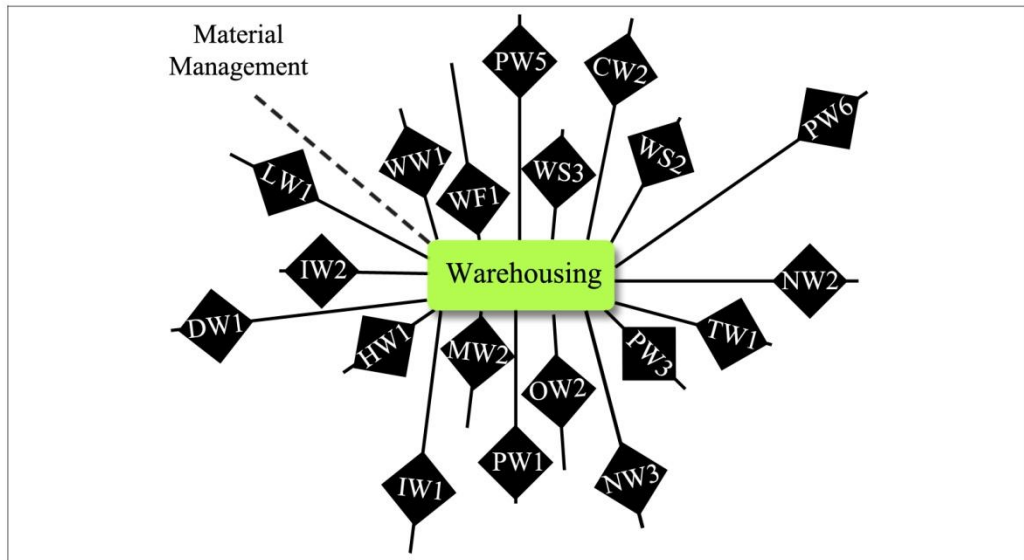 Material
Management
PW5
CW2
PW6
WW1
WS3
WS2
LW1
WF1
IW2
Warehousing
NW2
DW1
HW1
MW2
PW3
TW1
OW2
PW1
IW1
NW3